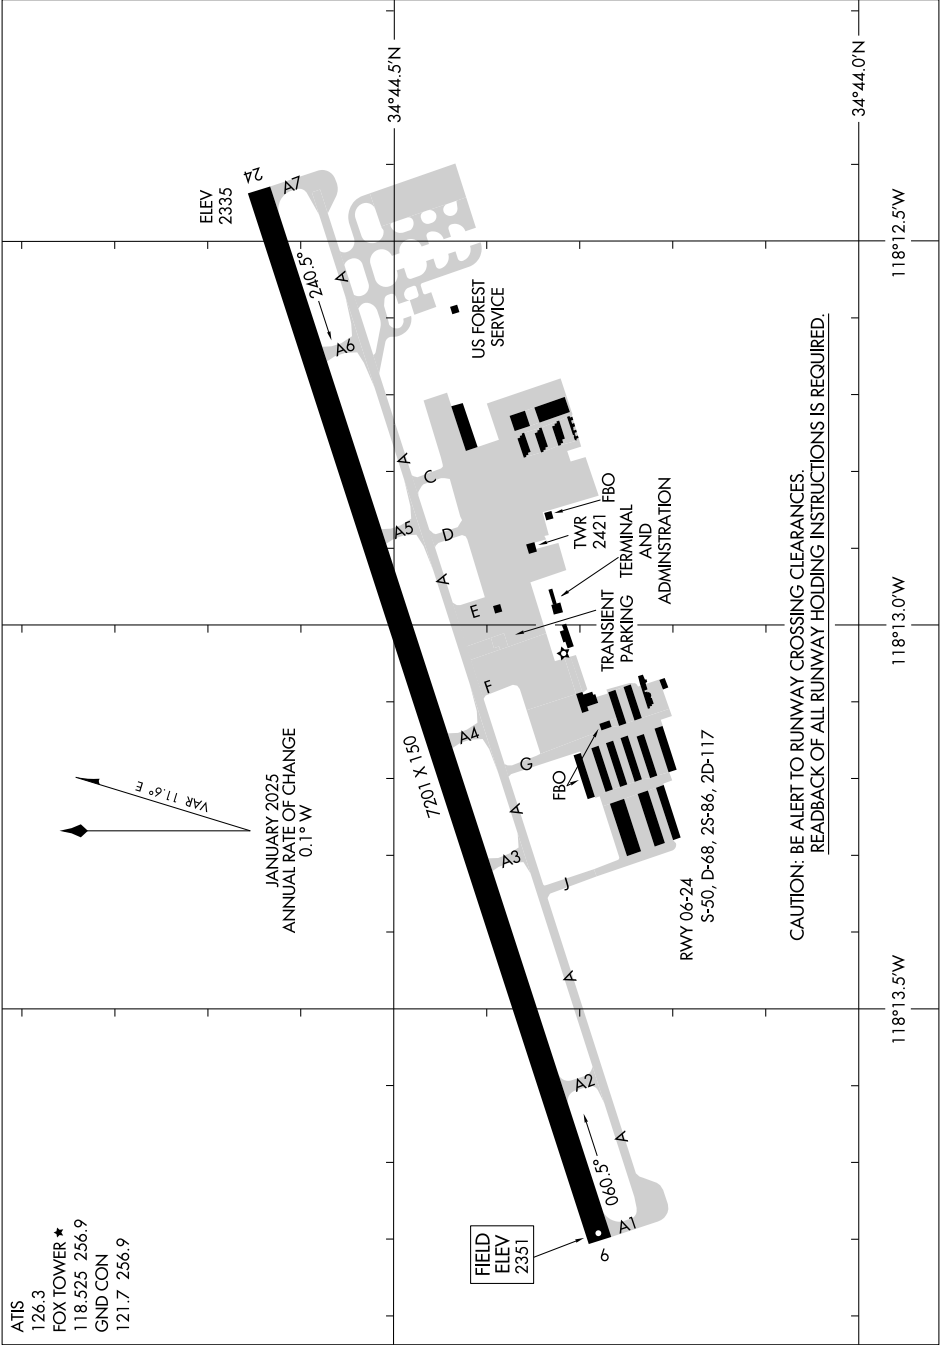 ATIS
126.3
FOX TOWER ★
118.525 256.9
GND CON
121.7 256.9
JANUARY 2025
ANNUAL RATE OF CHANGE
0.1° W
VAR 11.6° E
FIELD
ELEV
2351
6
060.5°
A1
A
A2
A
J
A3
A
G
A4
F
7201 X 150
E
A
D
A5
C
A
A6
240.5°
A
A7
24
ELEV
2335
US FOREST
SERVICE
FBO
TWR
2421
TERMINAL
AND
ADMINSTRATION
TRANSIENT
PARKING
FBO
RWY 06-24
S-50, D-68, 2S-86, 2D-117
CAUTION: BE ALERT TO RUNWAY CROSSING CLEARANCES.
READBACK OF ALL RUNWAY HOLDING INSTRUCTIONS IS REQUIRED.
34°44.5'N
34°44.0'N
118°13.5'W
118°13.0'W
118°12.5'W